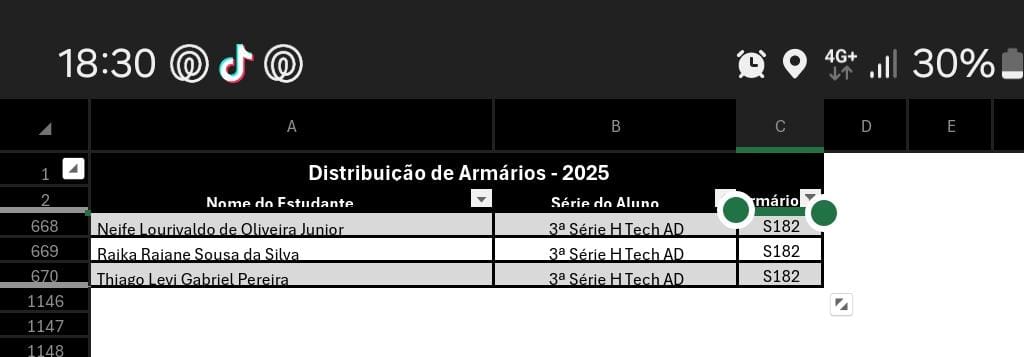 18:30 4G+ 30%
A B C D E
1 Distribuição de Armários - 2025
2 Nome do Estudante Série do Aluno
668 Neife Lourivaldo de Oliveira Junior 3ª Série H Tech AD S182
669 Raika Raiane Sousa da Silva 3ª Série H Tech AD S182
670 Thiago Levi Gabriel Pereira 3ª Série H Tech AD S182
1146
1147
1148